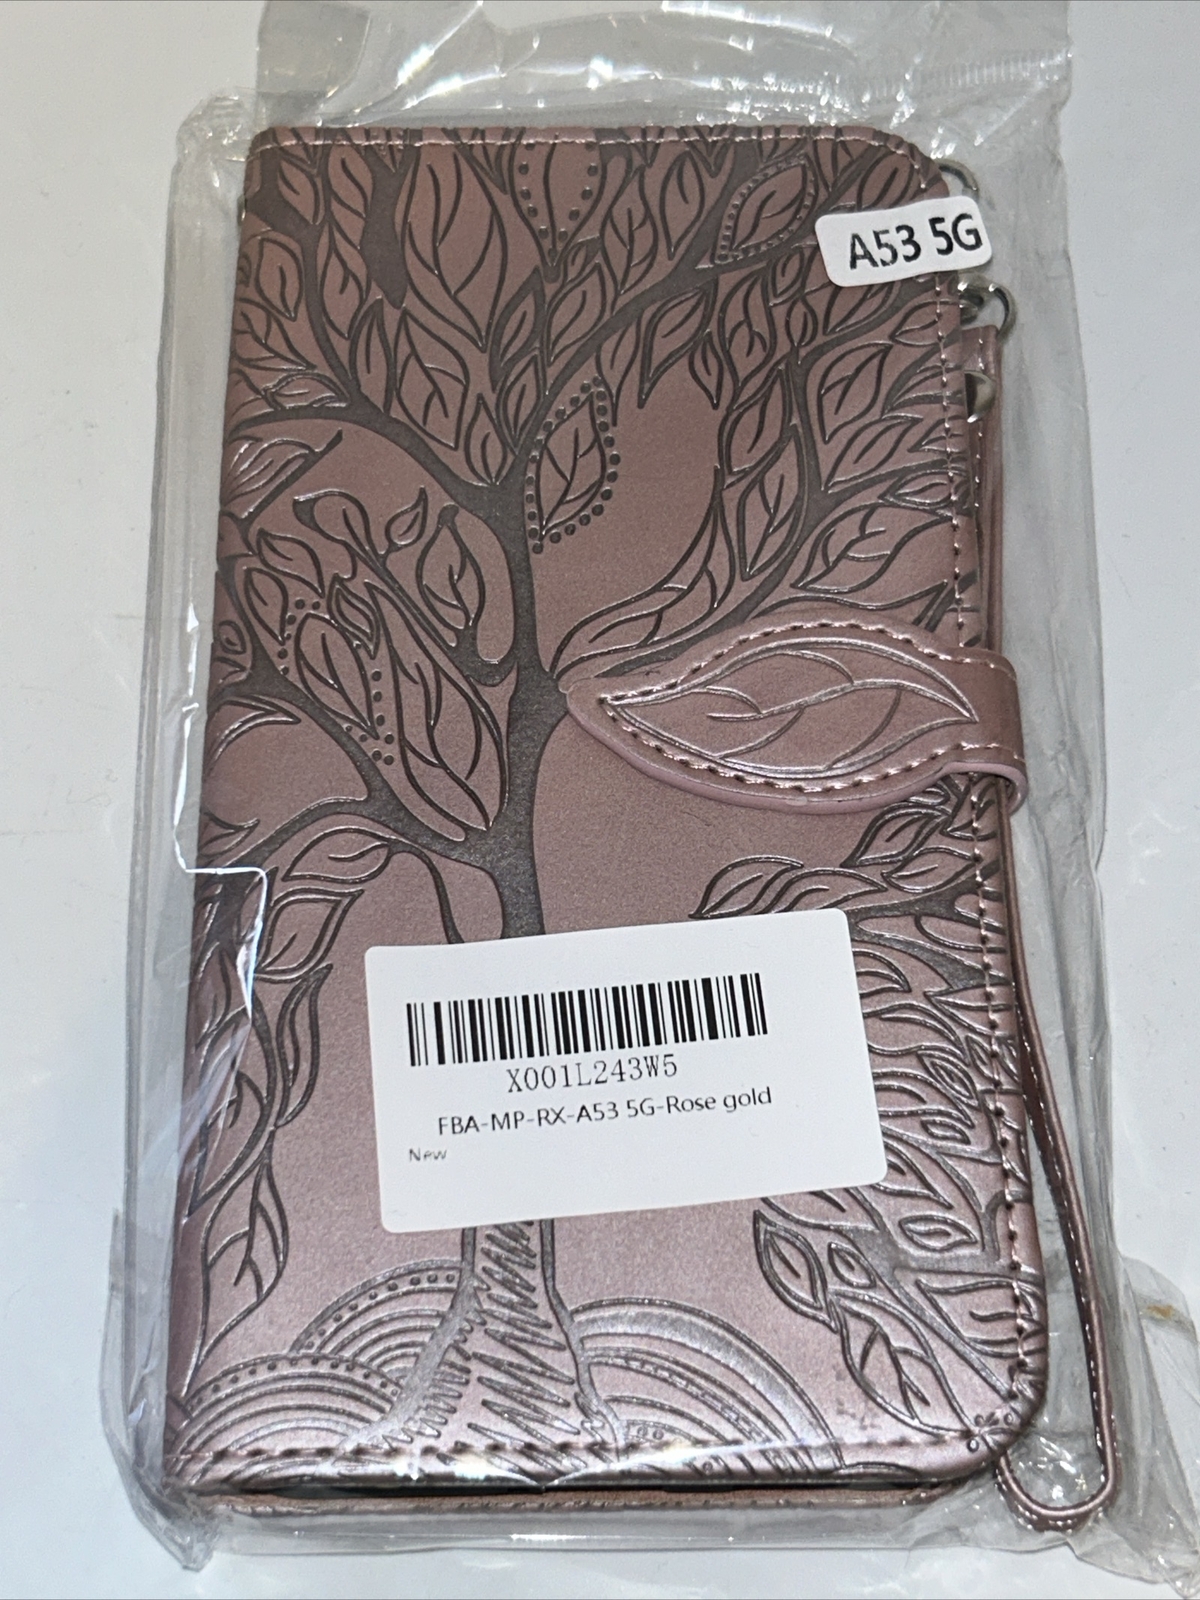 A53 5G
X001L243W5
FBA-MP-RX-A53 5G-Rose gold
New